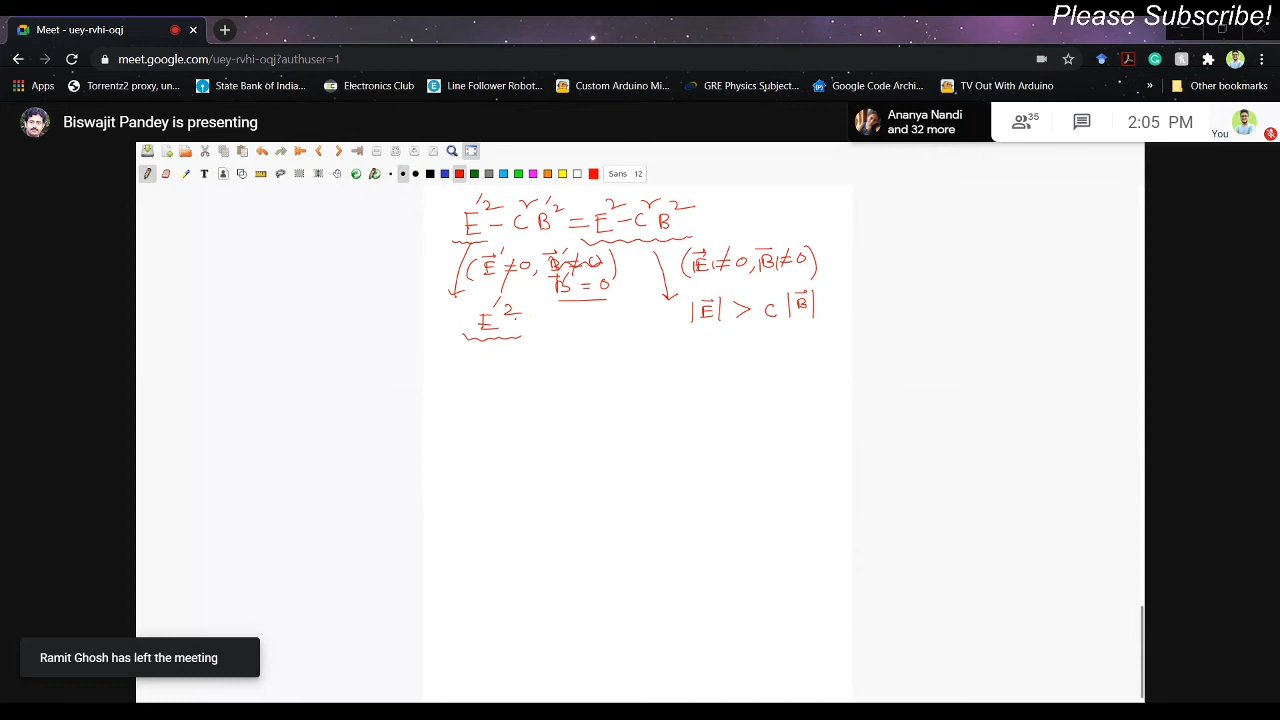 Please Subscribe!
Meet - uey-rvhi-oqj
meet.google.com/uey-rvhi-oqj?authuser=1
Apps Torrentz2 proxy, un... State Bank of India... Electronics Club Line Follower Robot... Custom Arduino Mi... GRE Physics Subject... Google Code Archi... TV Out With Arduino » Other bookmarks
Biswajit Pandey is presenting
Ananya Nandi
and 32 more
35
2:05 PM
You
Sans 12
E'² - C²B'² = E² - C²B²
(E⃗' ≠ 0, B⃗' ≠ 0) (|E⃗| ≠ 0, |B⃗| ≠ 0)
B⃗' = 0
E'² |E⃗| > C |B⃗|
Ramit Ghosh has left the meeting